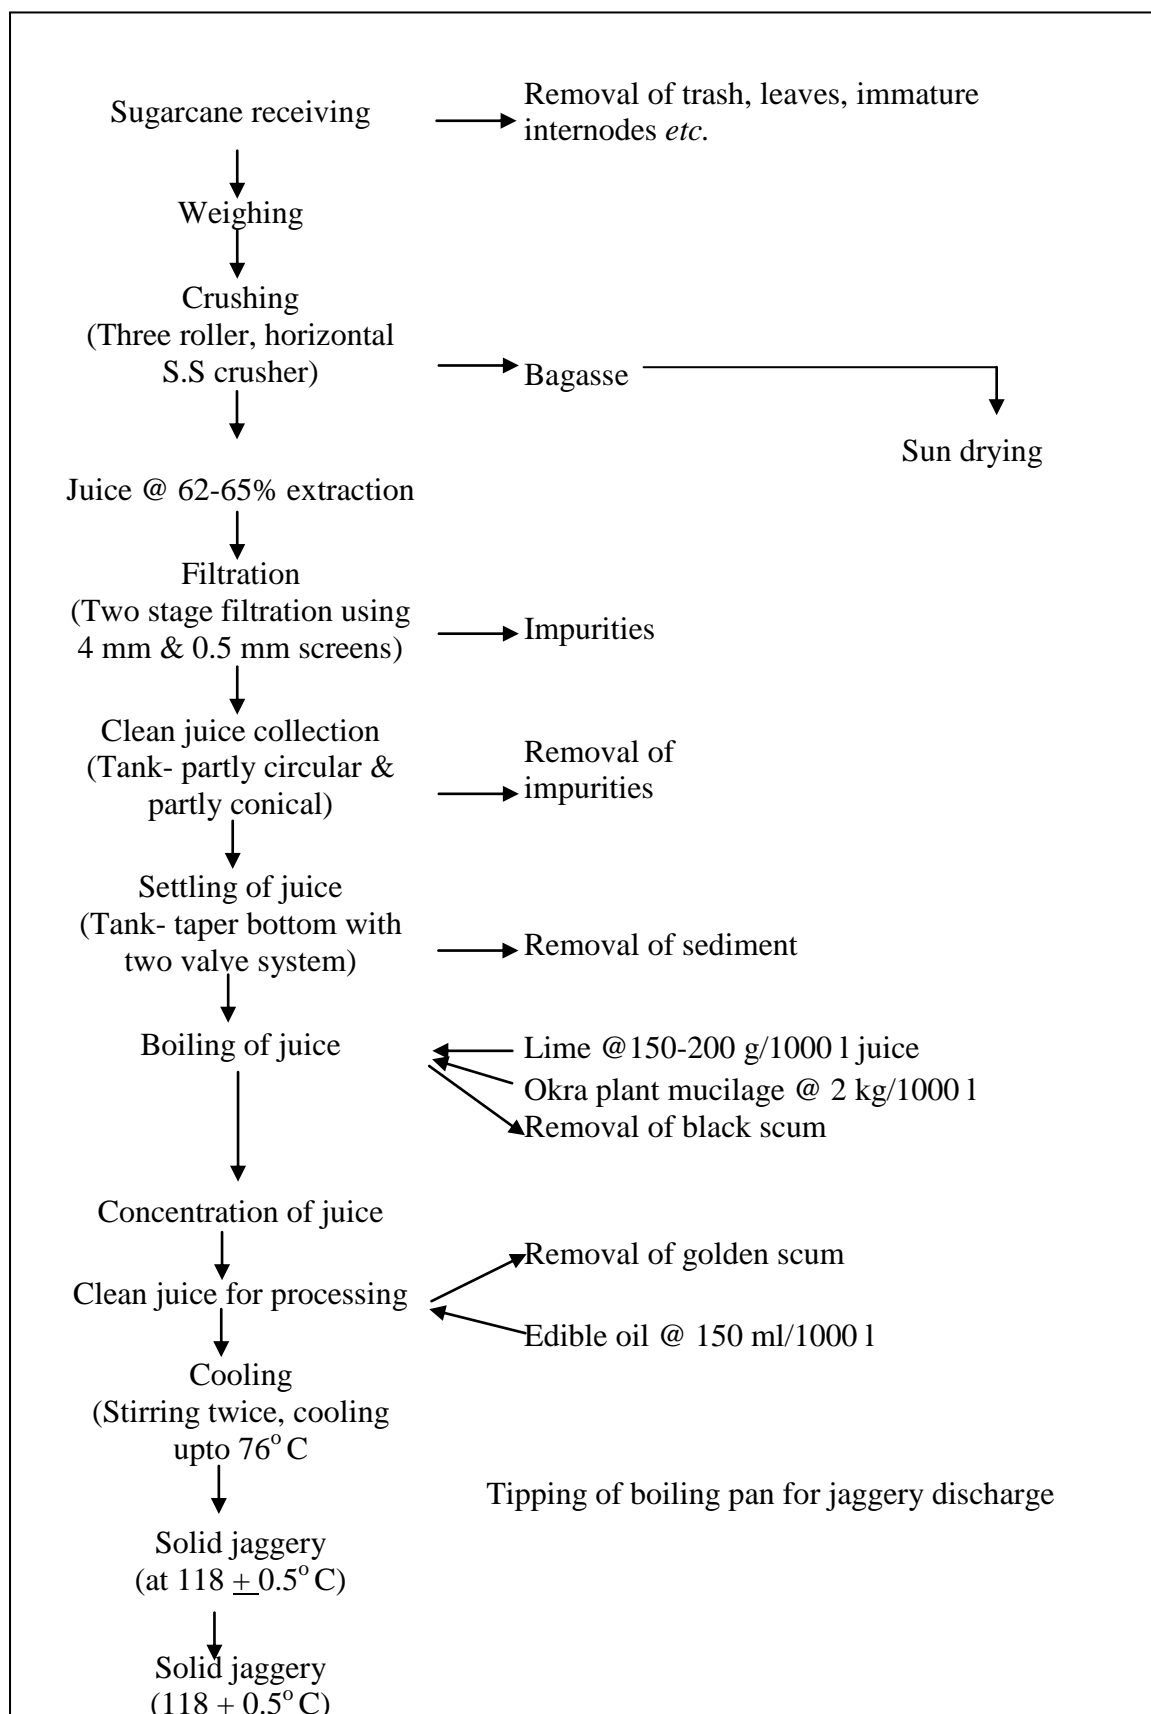 Sugarcane receiving
Removal of trash, leaves, immature
internodes etc.
Weighing
Crushing
(Three roller, horizontal
S.S crusher)
Bagasse
Sun drying
Juice @ 62-65% extraction
Filtration
(Two stage filtration using
4 mm & 0.5 mm screens)
Impurities
Clean juice collection
(Tank- partly circular &
partly conical)
Removal of
impurities
Settling of juice
(Tank- taper bottom with
two valve system)
Removal of sediment
Boiling of juice
Lime @150-200 g/1000 l juice
Okra plant mucilage @ 2 kg/1000 l
Removal of black scum
Concentration of juice
Removal of golden scum
Clean juice for processing
Edible oil @ 150 ml/1000 l
Cooling
(Stirring twice, cooling
upto 76° C
Tipping of boiling pan for jaggery discharge
Solid jaggery
(at 118 ± 0.5° C)
Solid jaggery
(118 + 0.5° C)